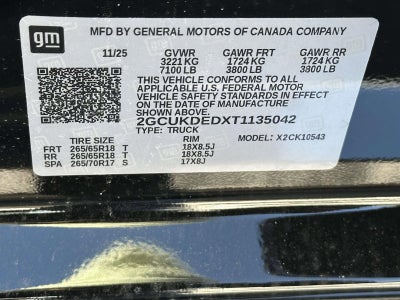 gm
MFD BY GENERAL MOTORS OF CANADA COMPANY
11/25 GVWR GAWR FRT GAWR RR
3221 KG 1724 KG 1724 KG
7100 LB 3800 LB 3800 LB
THIS VEHICLE CONFORMS TO ALL
APPLICABLE U.S. FEDERAL MOTOR
VEHICLE SAFETY STANDARDS IN EFFECT
ON THE DATE OF MANUFACTURE
SHOWN ABOVE.
2GCUKDEDXT1135042
TYPE: TRUCK
MODEL: X2CK10543
TIRE SIZE RIM
FRT 265/65R18 T 18X8.5J
RR 265/65R18 T 18X8.5J
SPA 265/70R17 S 17X8J